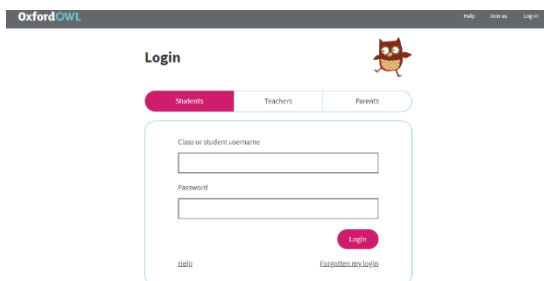 OxfordOWL Help Join us Log in
Login
Students Teachers Parents
Class or student username
Password
Login
Help Forgotten my login